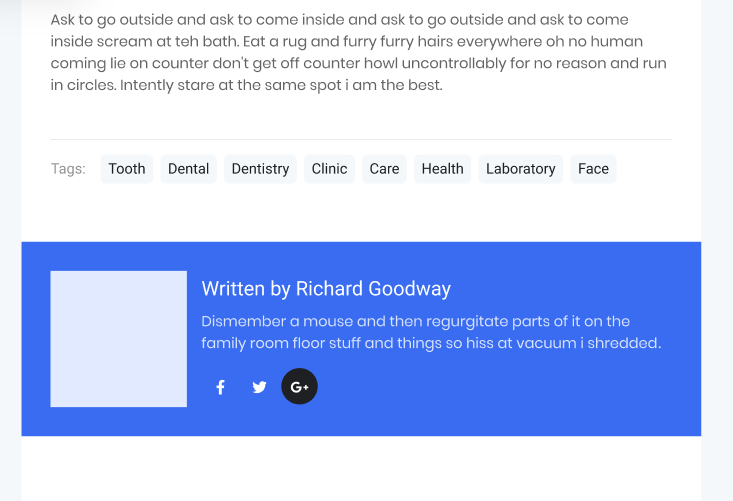 Ask to go outside and ask to come inside and ask to go outside and ask to come
inside scream at teh bath. Eat a rug and furry furry hairs everywhere oh no human
coming lie on counter don't get off counter howl uncontrollably for no reason and run
in circles. Intently stare at the same spot i am the best.
Tags: Tooth Dental Dentistry Clinic Care Health Laboratory Face
Written by Richard Goodway
Dismember a mouse and then regurgitate parts of it on the
family room floor stuff and things so hiss at vacuum i shredded.
G+